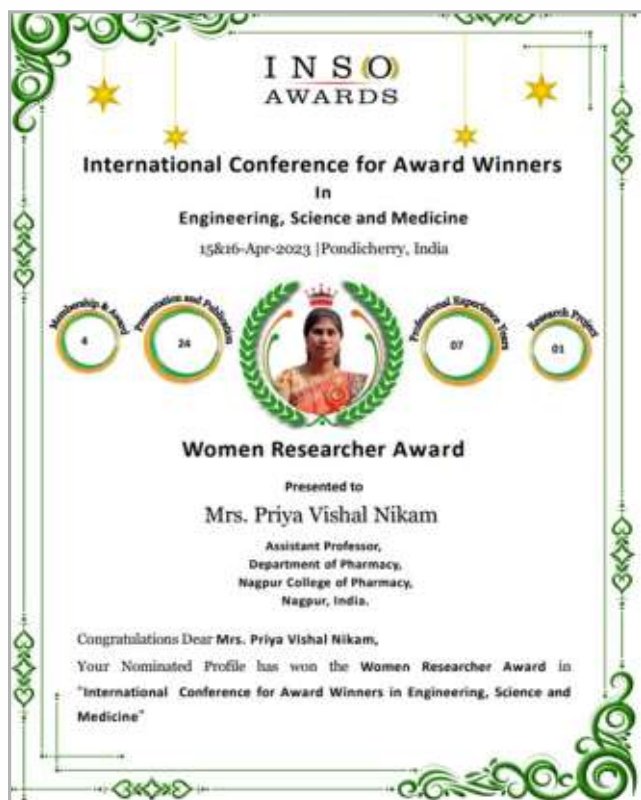 INSO
AWARDS
International Conference for Award Winners
In
Engineering, Science and Medicine
15&16-Apr-2023 |Pondicherry, India
Membership & Award
4
Presentation and Publication
24
Professional Experience Years
07
Research Project
01
Women Researcher Award
Presented to
Mrs. Priya Vishal Nikam
Assistant Professor,
Department of Pharmacy,
Nagpur College of Pharmacy,
Nagpur, India.
Congratulations Dear Mrs. Priya Vishal Nikam,
Your Nominated Profile has won the Women Researcher Award in
"International Conference for Award Winners in Engineering, Science and
Medicine"